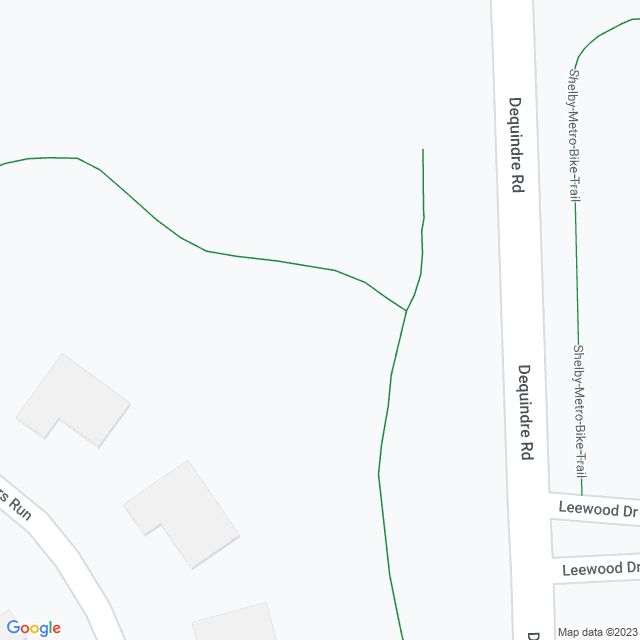 Shelby-Metro-Bike-Trail
Dequindre Rd
Shelby-Metro-Bike-Trail
Dequindre Rd
rs Run
Leewood Dr
Leewood Dr
D
Google
Map data ©2023